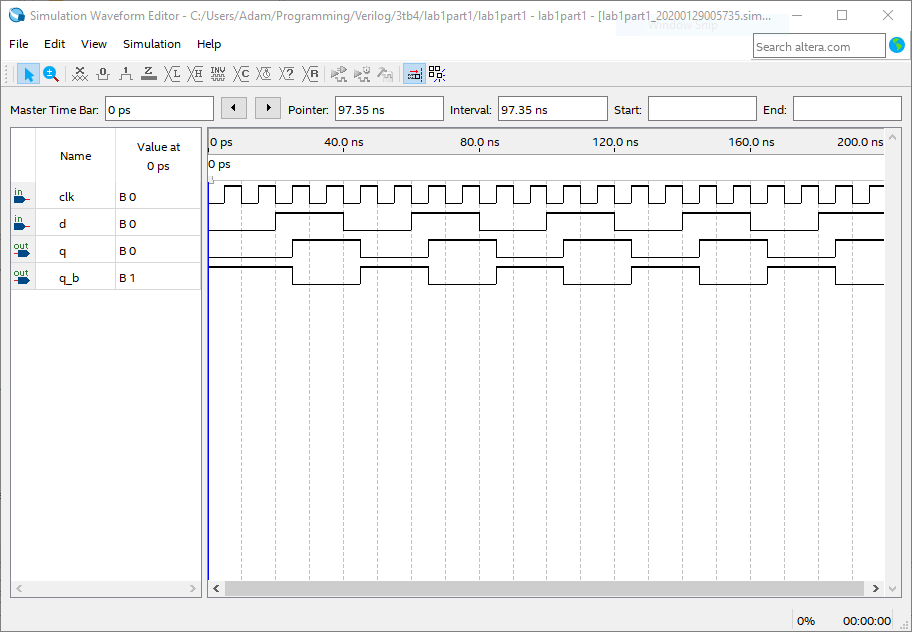 Simulation Waveform Editor - C:/Users/Adam/Programming/Verilog/3tb4/lab1part1/lab1part1 - lab1part1 - [lab1part1_20200129005735.sim...
Window Snip
File Edit View Simulation Help
Search altera.com
Master Time Bar: 0 ps Pointer: 97.35 ns Interval: 97.35 ns Start: End:
Name Value at 0 ps
0 ps 40.0 ns 80.0 ns 120.0 ns 160.0 ns 200.0 ns
0 ps
in clk B 0
in d B 0
out q B 0
out q_b B 1
0% 00:00:00